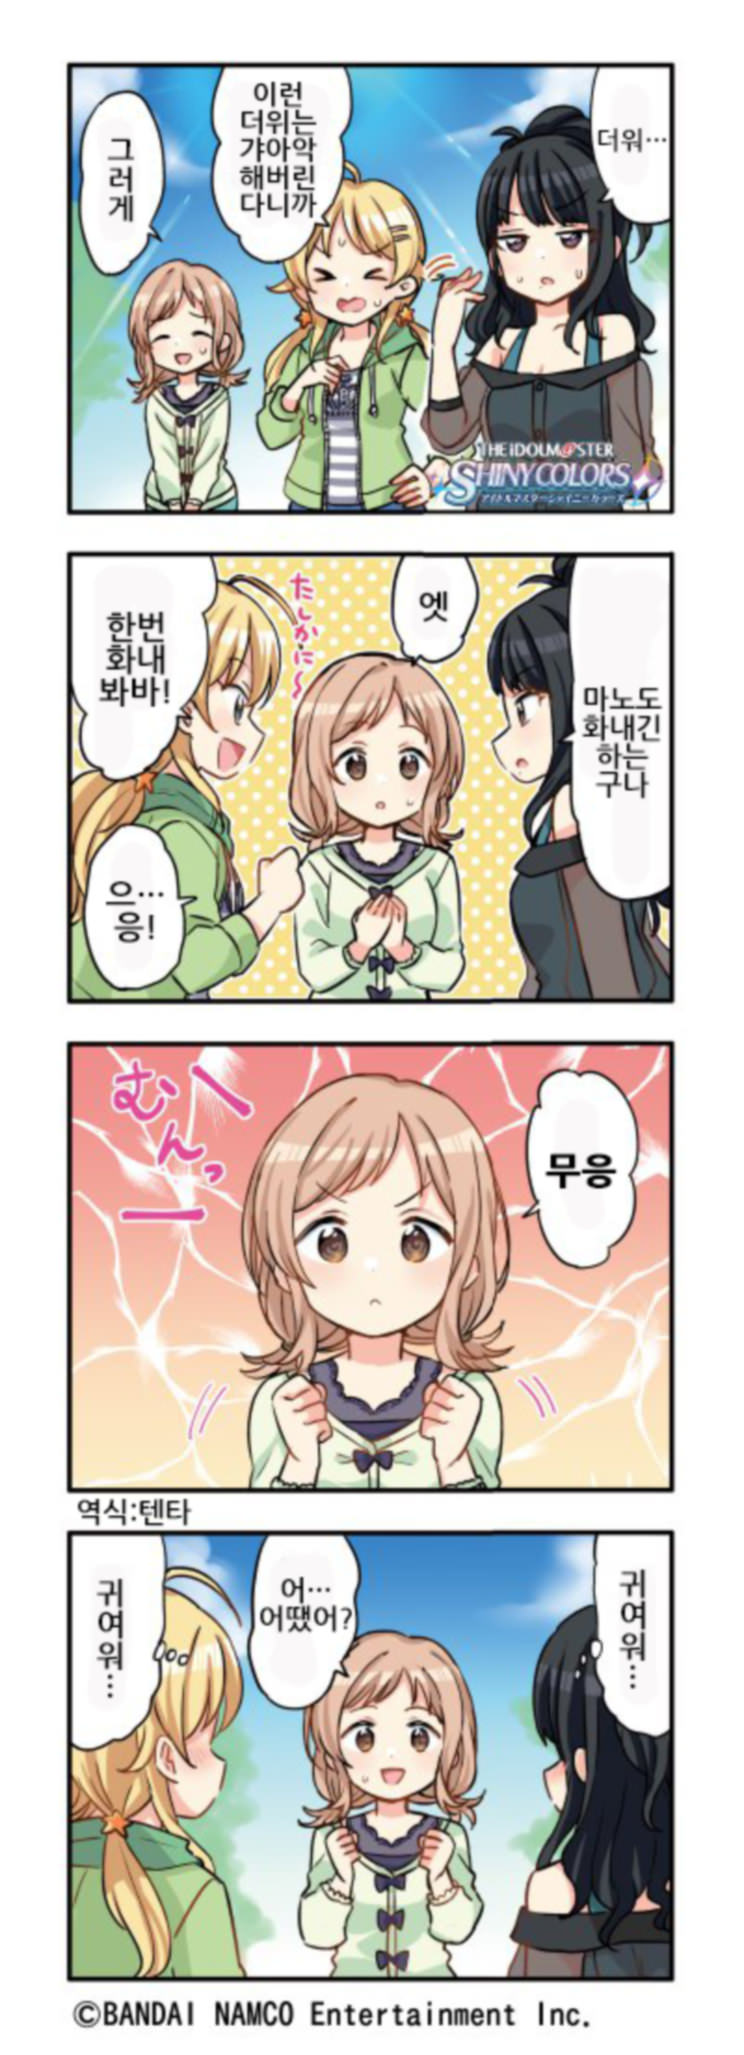 더워…
이런
더위는
갸아악
해버린
다니까
그
러
게
THE iDOLM@STER
SHINY COLORS
アイドルマスターシャイニーカラーズ
마노도
화내긴
하는
구나
엣
たしかに〜
한번
화내
봐바!
으…
응!
무응
むんっ
역식:텐타
귀
여
워
…
어…
어땠어?
귀
여
워
…
©BANDAI NAMCO Entertainment Inc.